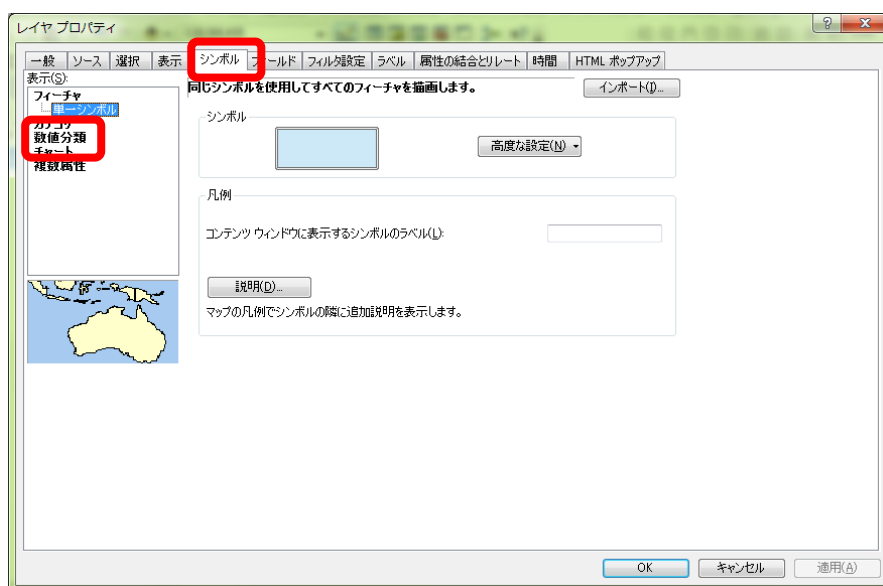 レイヤ プロパティ
一般 ソース 選択 表示 シンボル フィールド フィルタ設定 ラベル 属性の結合とリレート 時間 HTML ポップアップ
表示(S):
フィーチャ
単一シンボル
カテゴリ
数値分類
チャート
複数属性
同じシンボルを使用してすべてのフィーチャを描画します。
インポート(I)...
シンボル
高度な設定(N)
凡例
コンテンツ ウィンドウに表示するシンボルのラベル(L):
説明(D)...
マップの凡例でシンボルの隣に追加説明を表示します。
OK キャンセル 適用(A)